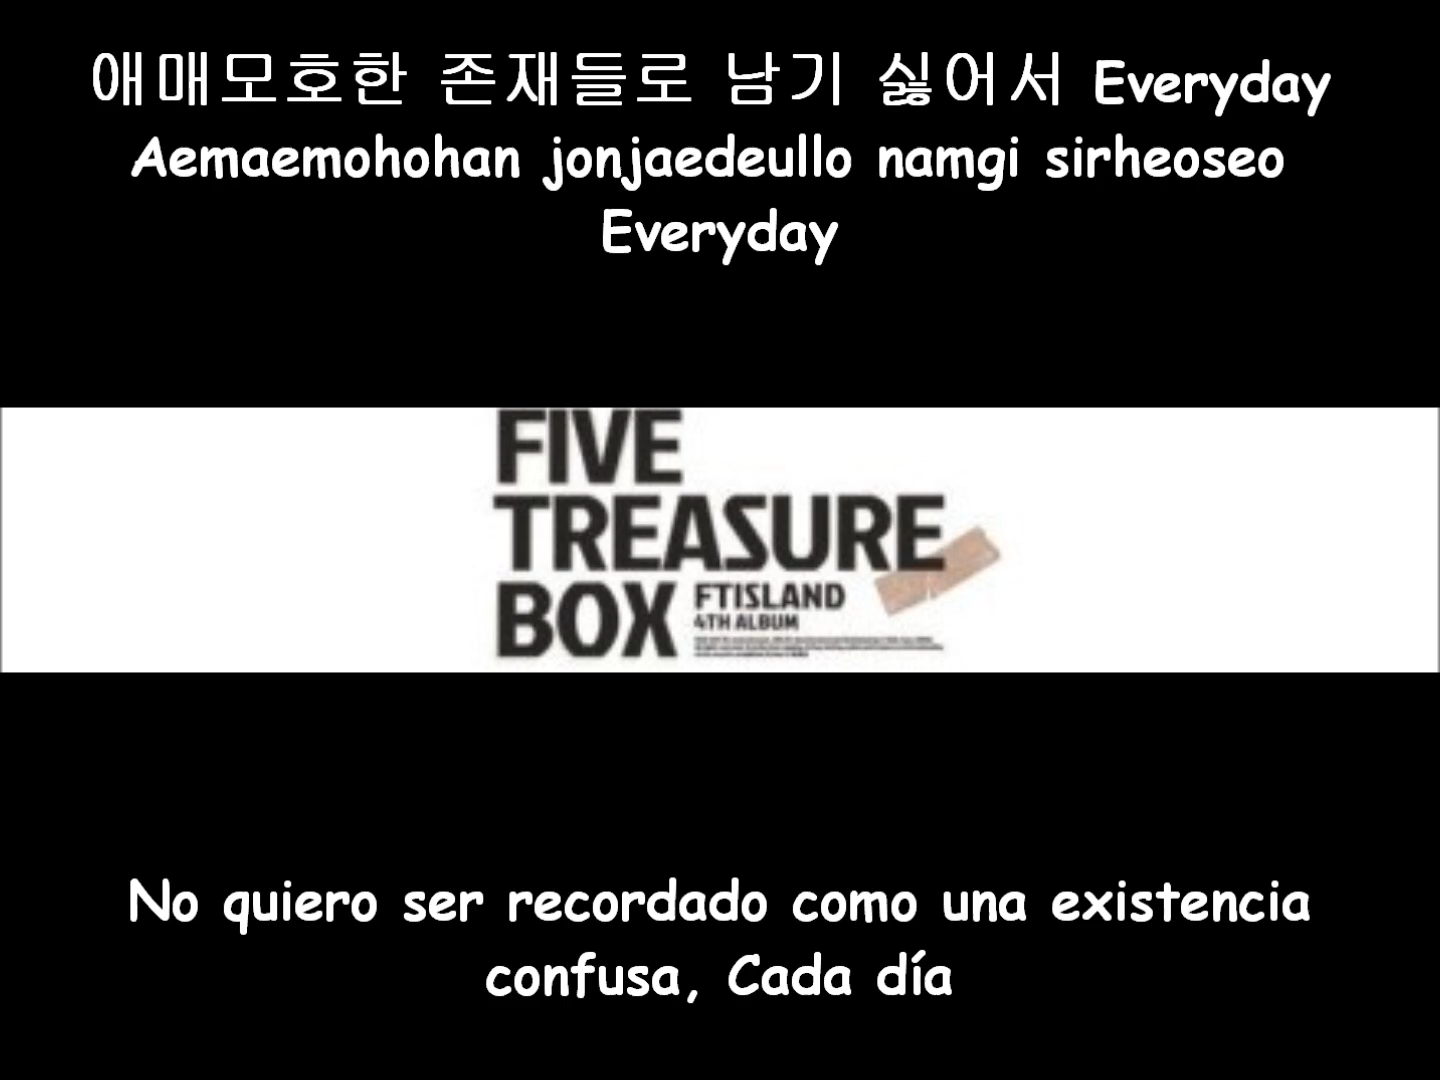 애매모호한 존재들로 남기 싫어서 Everyday
Aemaemohohan jonjaedeullo namgi sirheoseo
Everyday
FIVE
TREASURE
BOX
FTISLAND
4TH ALBUM
No quiero ser recordado como una existencia
confusa, Cada día